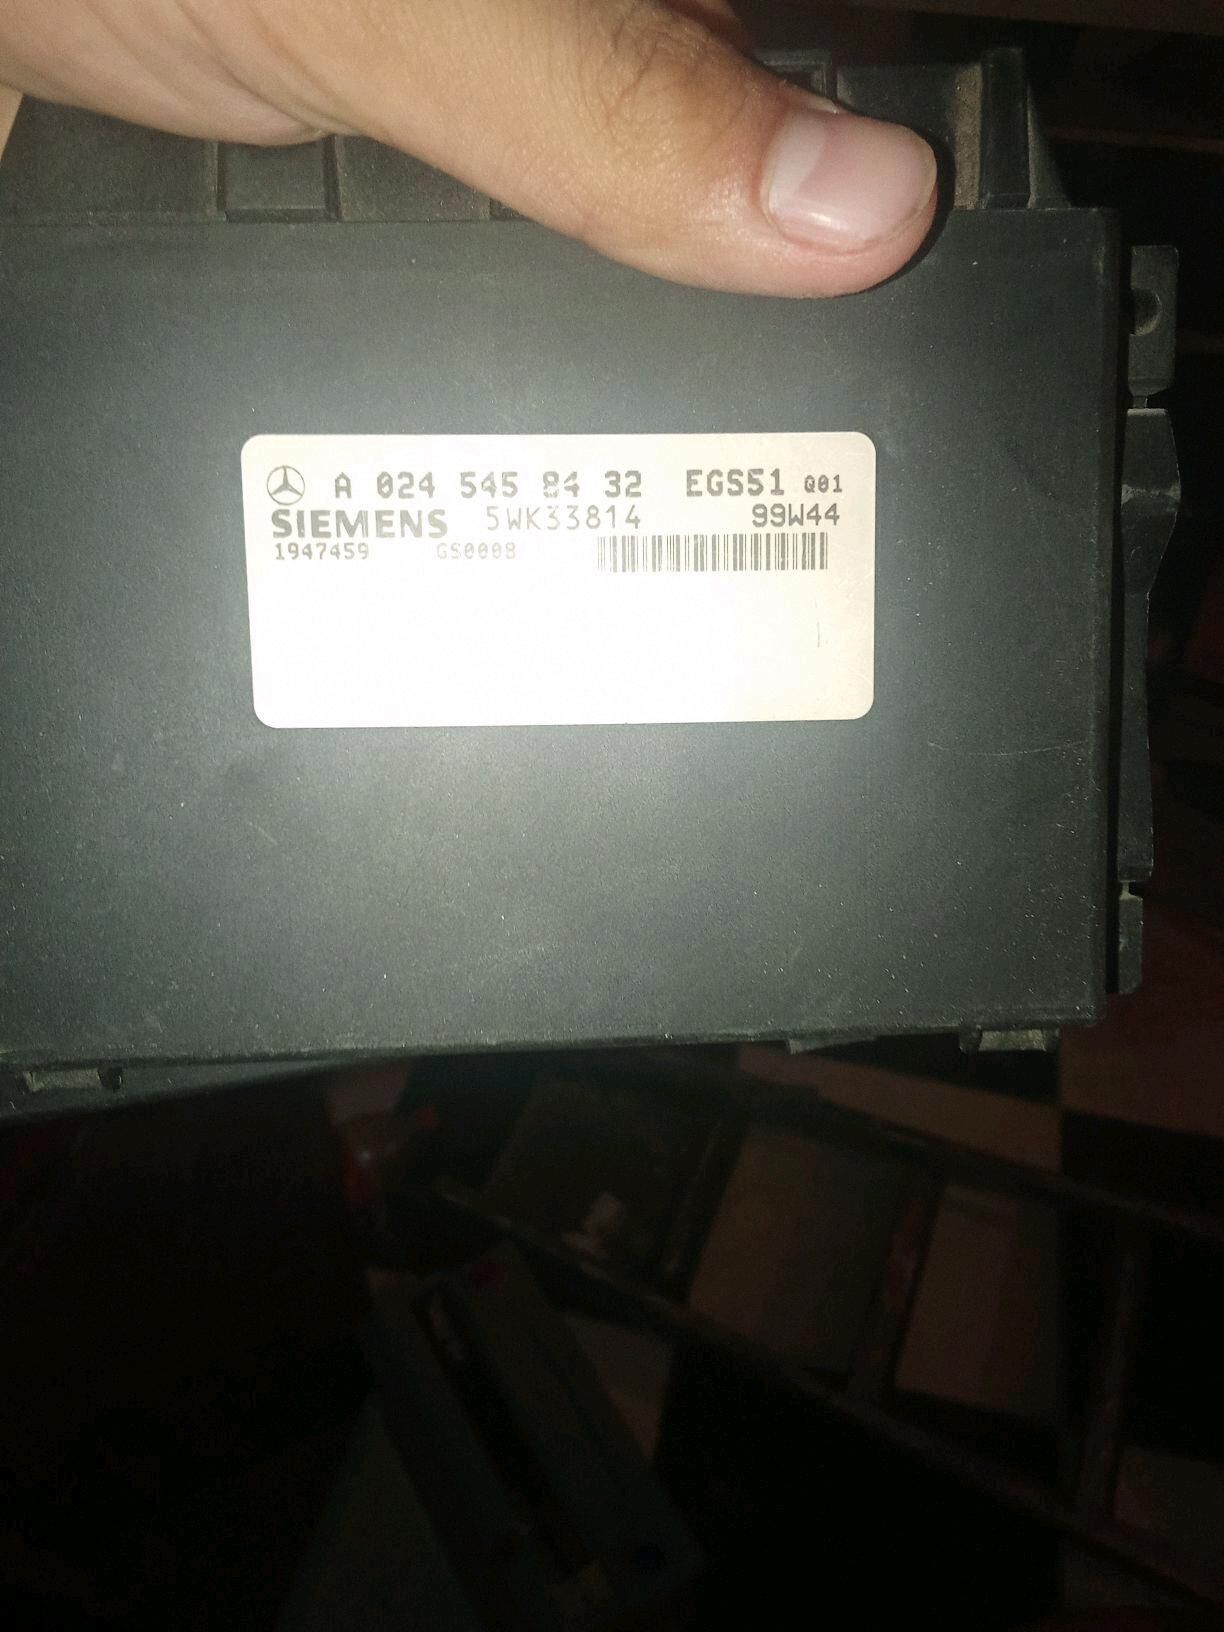 A 024 545 84 32 EGS51 Q01
SIEMENS 5WK33814 99W44
1947459 GS0008